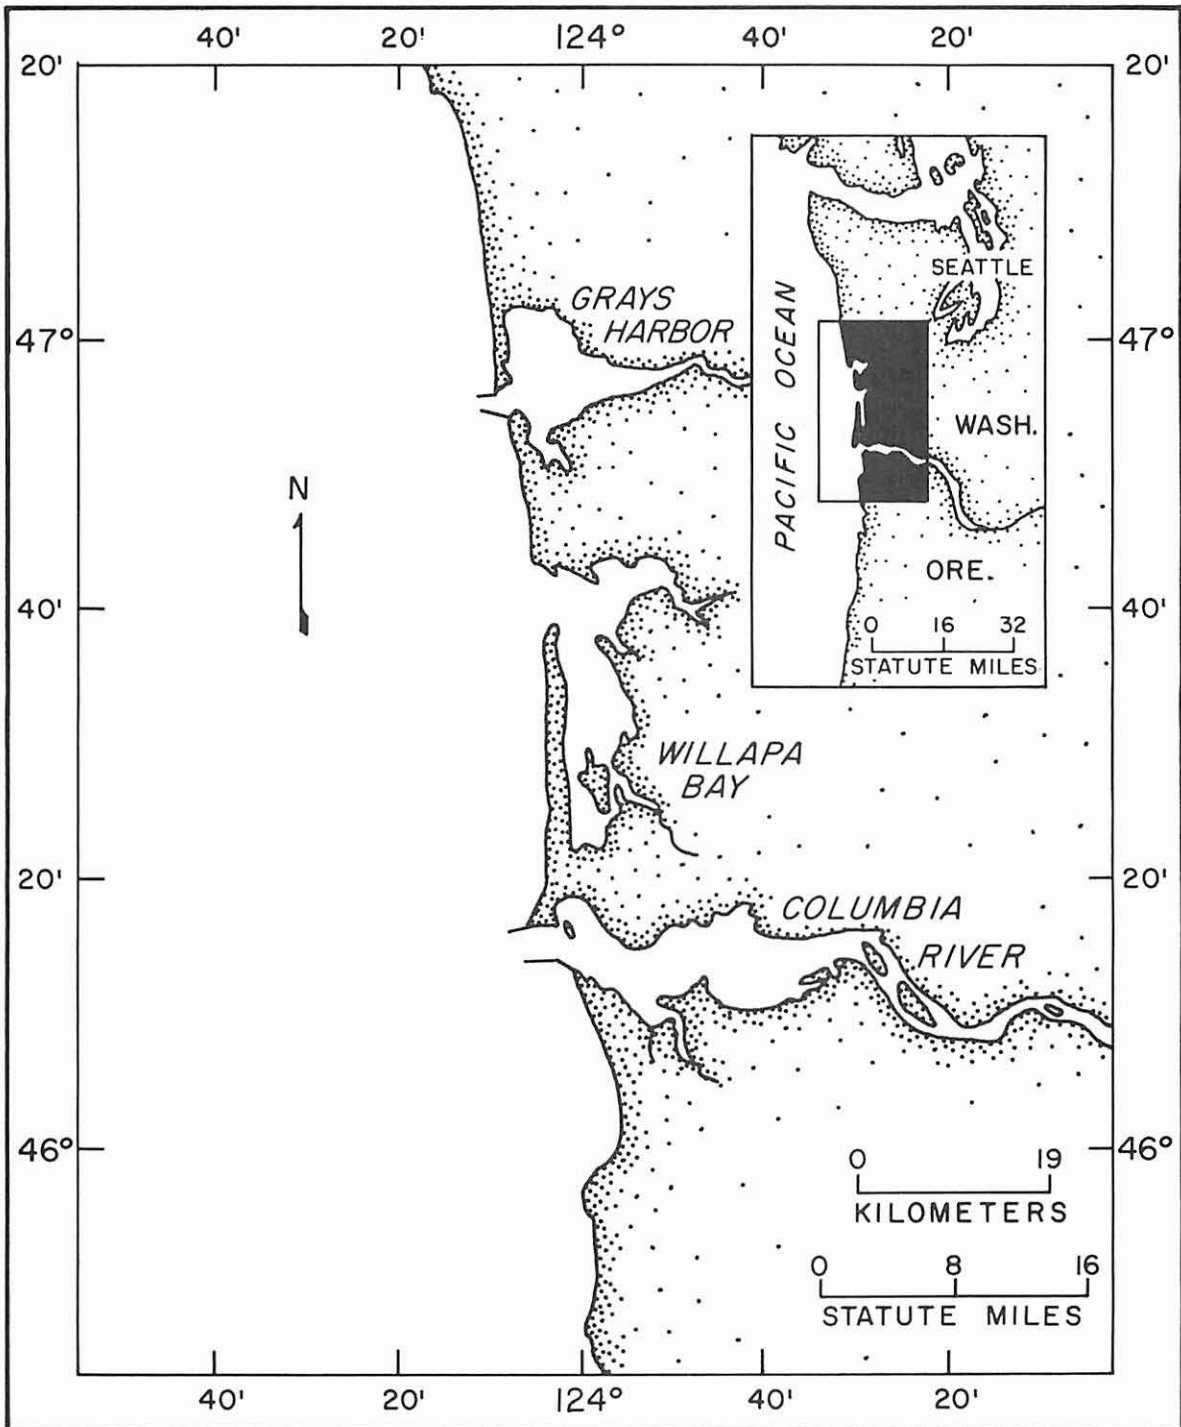 40' 20' 124° 40' 20'
20' 20'
SEATTLE
GRAYS
HARBOR
PACIFIC OCEAN
47° 47°
WASH.
N
ORE.
40' 40'
0 16 32
STATUTE MILES
WILLAPA
BAY
20' 20'
COLUMBIA
RIVER
46° 46°
0 19
KILOMETERS
0 8 16
STATUTE MILES
40' 20' 124° 40' 20'